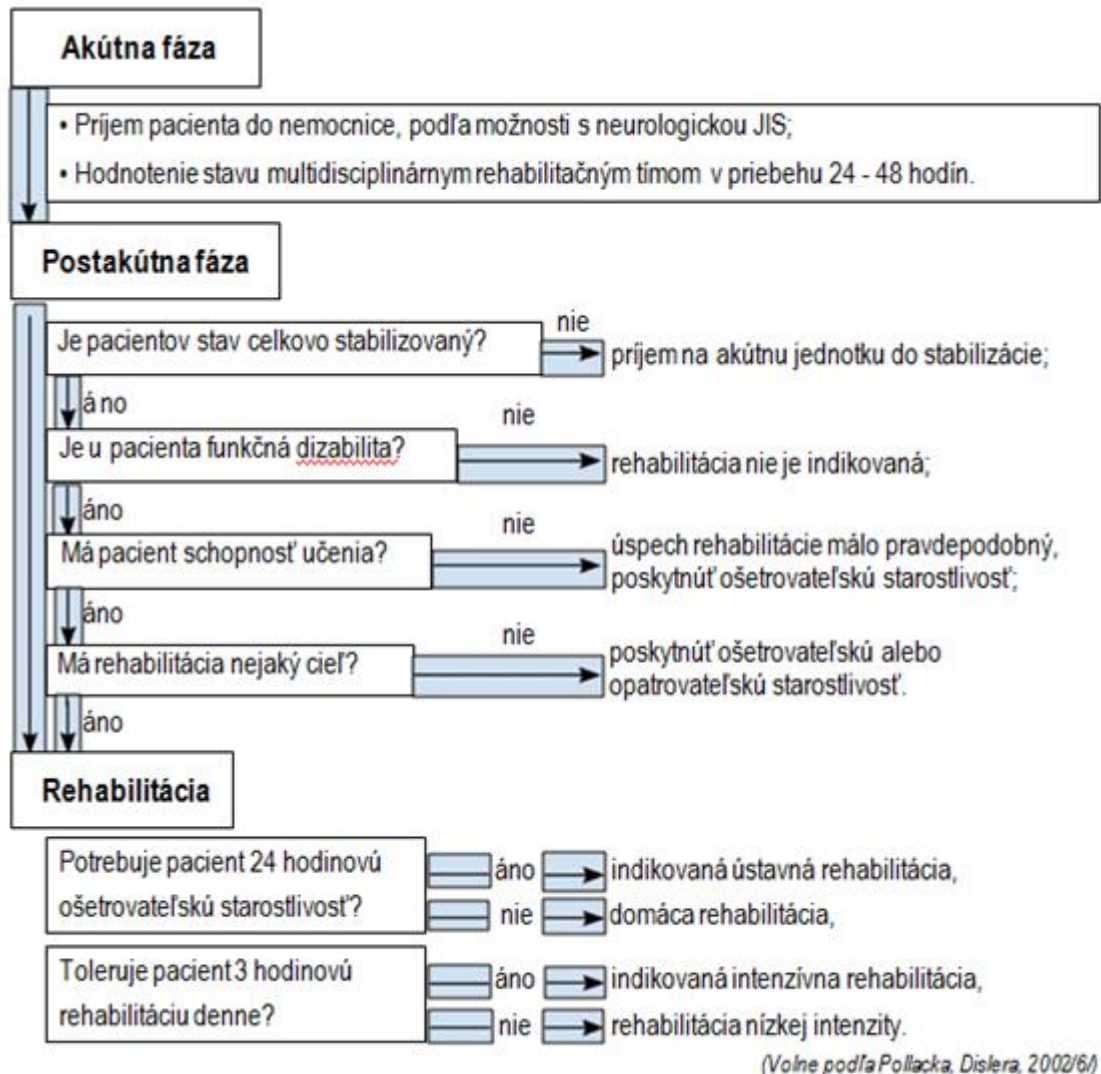 Akútna fáza
• Príjem pacienta do nemocnice, podľa možnosti s neurologickou JIS;
• Hodnotenie stavu multidisciplinárnym rehabilitačným tímom v priebehu 24 - 48 hodín.
Postakútna fáza
Je pacientov stav celkovo stabilizovaný?
nie
príjem na akútnu jednotku do stabilizácie;
á no
Je u pacienta funkčná dizabilita?
nie
rehabilitácia nie je indikovaná;
áno
Má pacient schopnosť učenia?
nie
úspech rehabilitácie málo pravdepodobný,
poskytnúť ošetrovateľskú starostlivosť;
áno
Má rehabilitácia nejaký cieľ?
nie
poskytnúť ošetrovateľskú alebo
opatrovateľskú starostlivosť.
áno
Rehabilitácia
Potrebuje pacient 24 hodinovú
ošetrovateľskú starostlivosť?
áno
indikovaná ústavná rehabilitácia,
nie
domáca rehabilitácia,
Toleruje pacient 3 hodinovú
rehabilitáciu denne?
áno
indikovaná intenzívna rehabilitácia,
nie
rehabilitácia nízkej intenzity.
(Voľne podľa Pollacka, Dislera, 2002/6/)